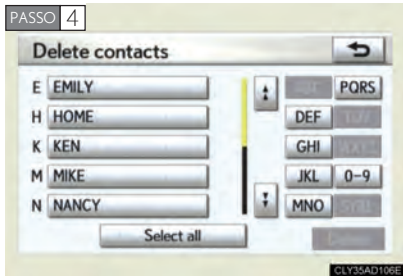 PASSO 4
Delete contacts
E EMILY PQRS
H HOME DEF
K KEN GHI
M MIKE JKL 0-9
N NANCY MNO
Select all
CLY35AD106E